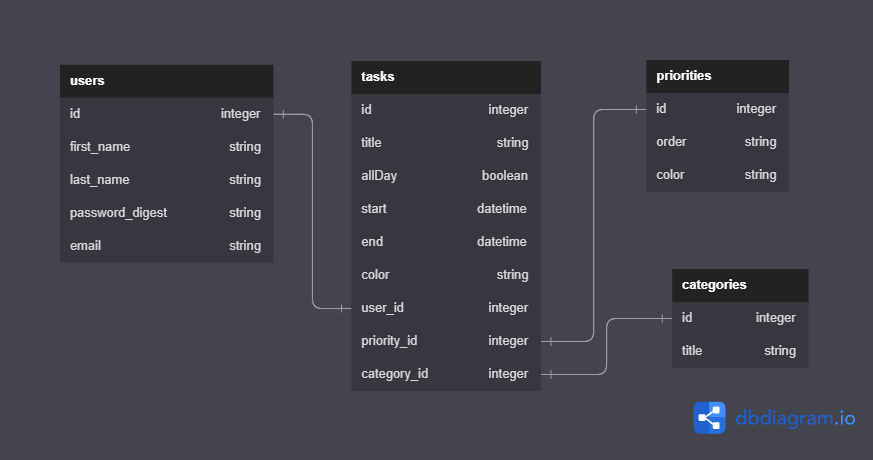 users
id integer
first_name string
last_name string
password_digest string
email string
tasks
id integer
title string
allDay boolean
start datetime
end datetime
color string
user_id integer
priority_id integer
category_id integer
priorities
id integer
order string
color string
categories
id integer
title string
dbdiagram.io